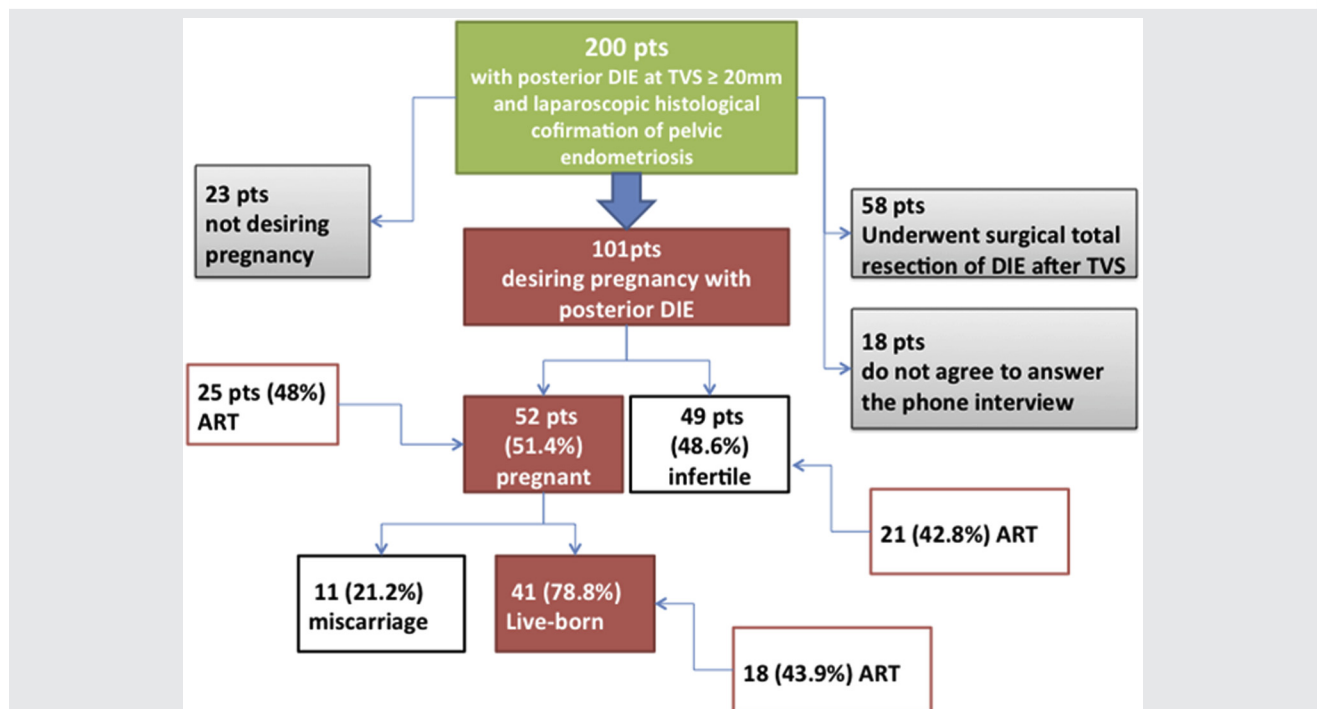 200 pts
with posterior DIE at TVS ≥ 20mm
and laparoscopic histological
cofirmation of pelvic
endometriosis
23 pts
not desiring
pregnancy
58 pts
Underwent surgical total
resection of DIE after TVS
101pts
desiring pregnancy with
posterior DIE
18 pts
do not agree to answer
the phone interview
25 pts (48%)
ART
52 pts
(51.4%)
pregnant
49 pts
(48.6%)
infertile
21 (42.8%) ART
11 (21.2%)
miscarriage
41 (78.8%)
Live-born
18 (43.9%) ART